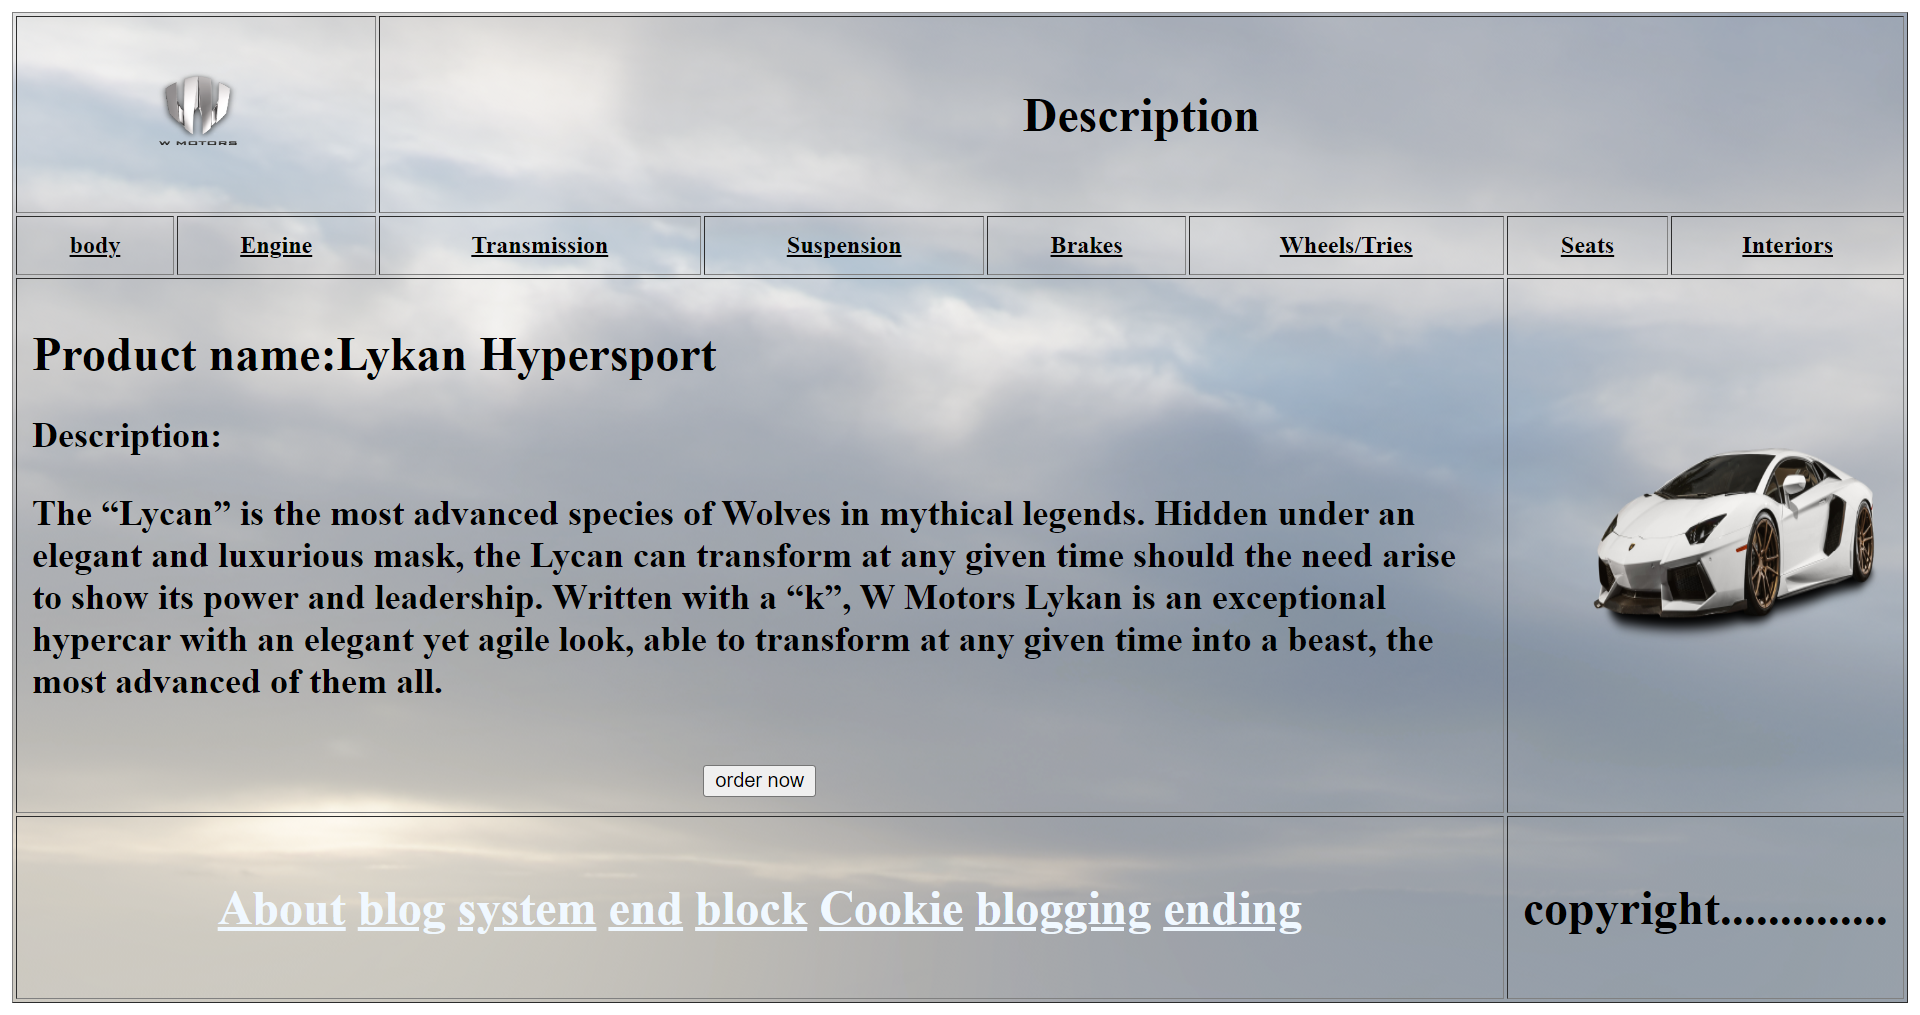 W MOTORS
Description
body Engine Transmission Suspension Brakes Wheels/Tries Seats Interiors
Product name:Lykan Hypersport
Description:
The “Lycan” is the most advanced species of Wolves in mythical legends. Hidden under an
elegant and luxurious mask, the Lycan can transform at any given time should the need arise
to show its power and leadership. Written with a “k”, W Motors Lykan is an exceptional
hypercar with an elegant yet agile look, able to transform at any given time into a beast, the
most advanced of them all.
order now
About blog system end block Cookie blogging ending
copyright..............